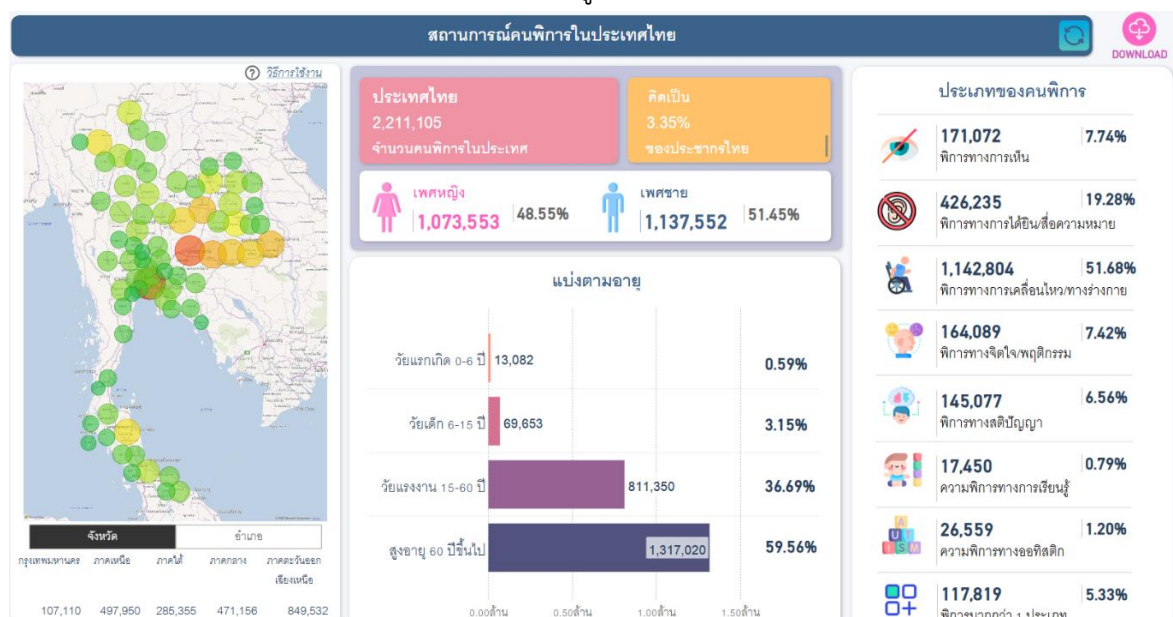 สถานการณ์คนพิการในประเทศไทย
DOWNLOAD
? วิธีการใช้งาน
จังหวัด
อำเภอ
กรุงเทพมหานคร ภาคเหนือ ภาคใต้ ภาคกลาง ภาคตะวันออก
เฉียงเหนือ
107,110 497,950 285,355 471,156 849,532
ประเทศไทย
2,211,105
จำนวนคนพิการในประเทศ
คิดเป็น
3.35%
ของประชากรไทย
เพศหญิง
1,073,553 48.55%
เพศชาย
1,137,552 51.45%
แบ่งตามอายุ
วัยแรกเกิด 0-6 ปี 13,082 0.59%
วัยเด็ก 6-15 ปี 69,653 3.15%
วัยแรงงาน 15-60 ปี 811,350 36.69%
สูงอายุ 60 ปีขึ้นไป 1,317,020 59.56%
0.00ล้าน 0.50ล้าน 1.00ล้าน 1.50ล้าน
ประเภทของคนพิการ
171,072 7.74%
พิการทางการเห็น
426,235 19.28%
พิการทางการได้ยิน/สื่อความหมาย
1,142,804 51.68%
พิการทางการเคลื่อนไหว/ทางร่างกาย
164,089 7.42%
พิการทางจิตใจ/พฤติกรรม
145,077 6.56%
พิการทางสติปัญญา
17,450 0.79%
ความพิการทางการเรียนรู้
AUTISM
26,559 1.20%
ความพิการทางออทิสติก
117,819 5.33%
พิการมากกว่า 1 ประเภท